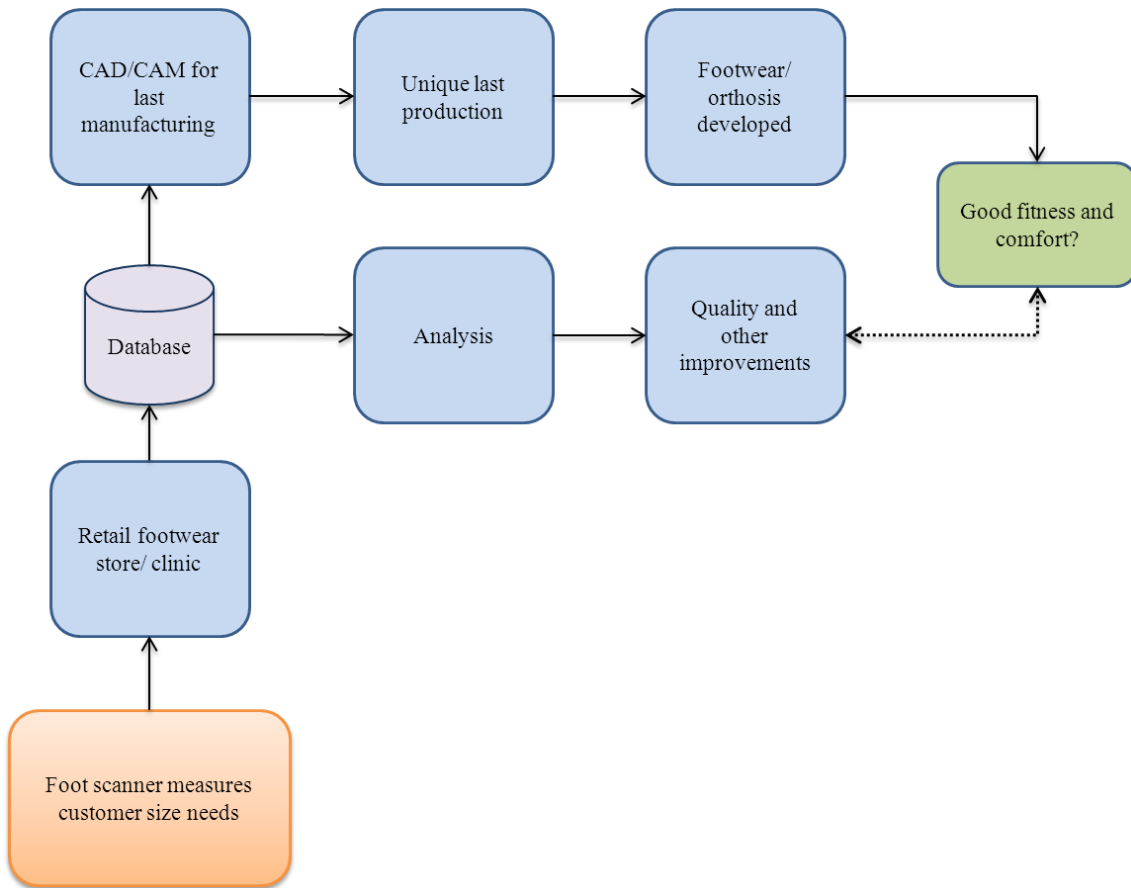 CAD/CAM for
last
manufacturing
Unique last
production
Footwear/
orthosis
developed
Good fitness and
comfort?
Database
Analysis
Quality and
other
improvements
Retail footwear
store/ clinic
Foot scanner measures
customer size needs